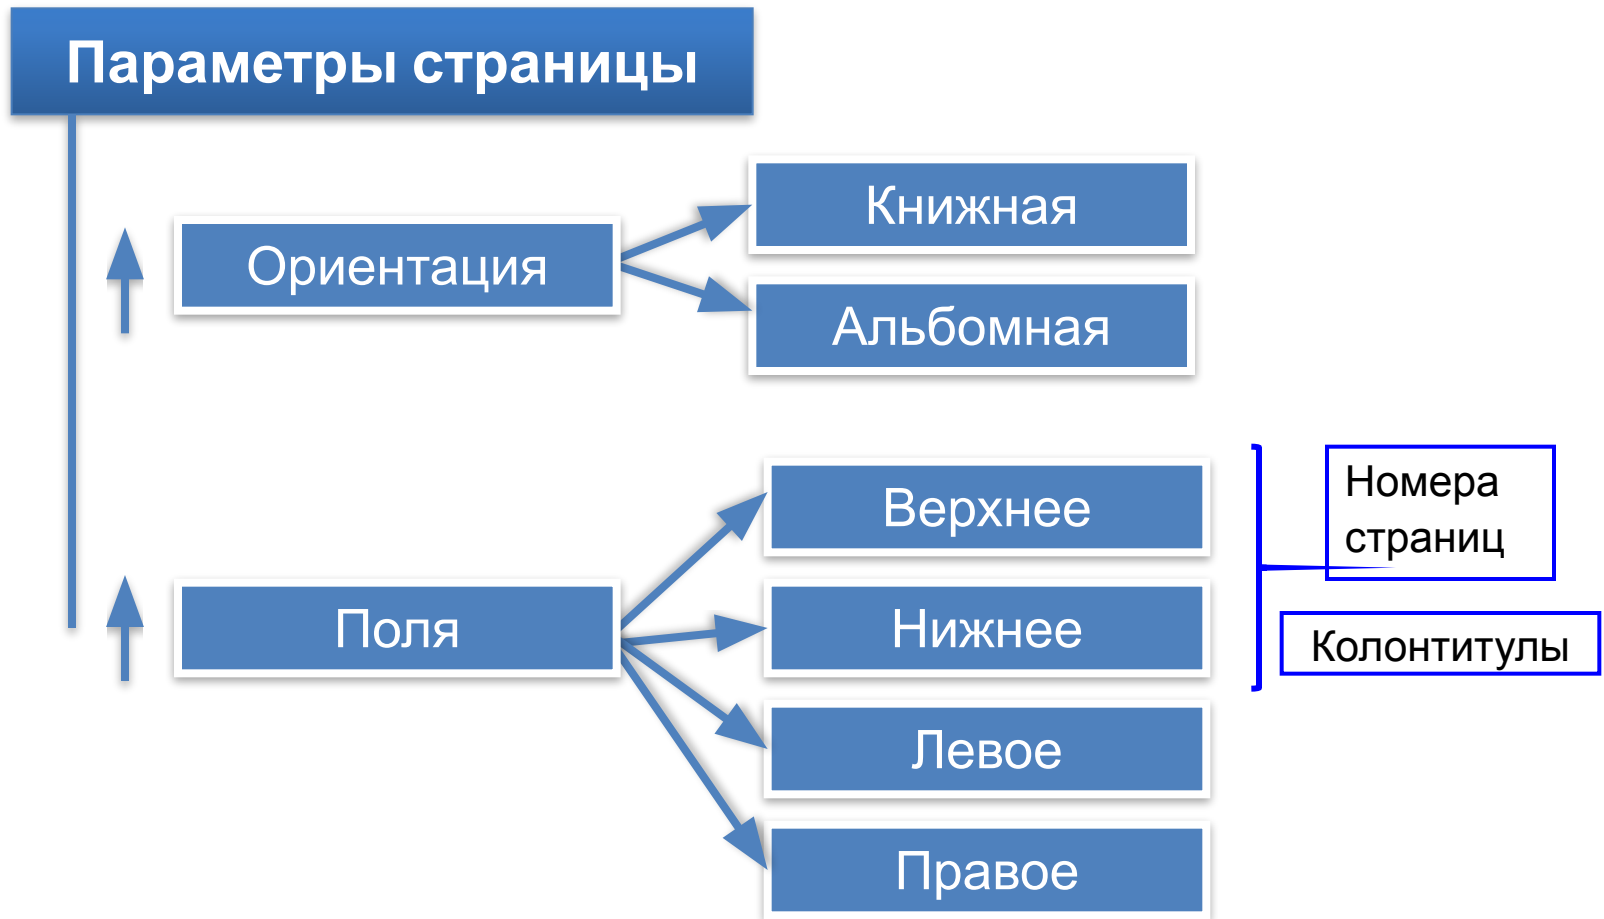 Параметры страницы
Книжная
Ориентация
Альбомная
Верхнее
Номера
страниц
Поля
Нижнее
Колонтитулы
Левое
Правое